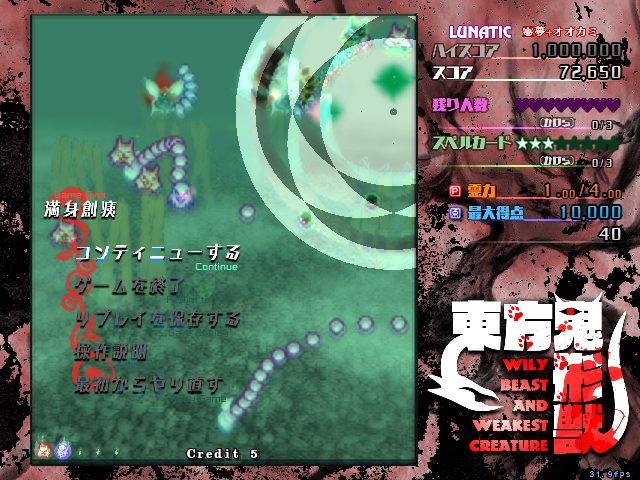 LUNATIC 霊夢+オオカミ
ハイスコア 1,000,000
スコア 72,650
残り人数
(かけら) 0/3
スペルカード ★★★
(かけら) 0/3
霊力 1.00/4.00
最大得点 10,000
40
満身創痍
コンティニューする
Continue
ゲームを終了
リプレイを保存する
操作説明
最初からやり直す
Credit 5
東方鬼形獣
WILY
BEAST
AND
WEAKEST
CREATURE
31.9fps